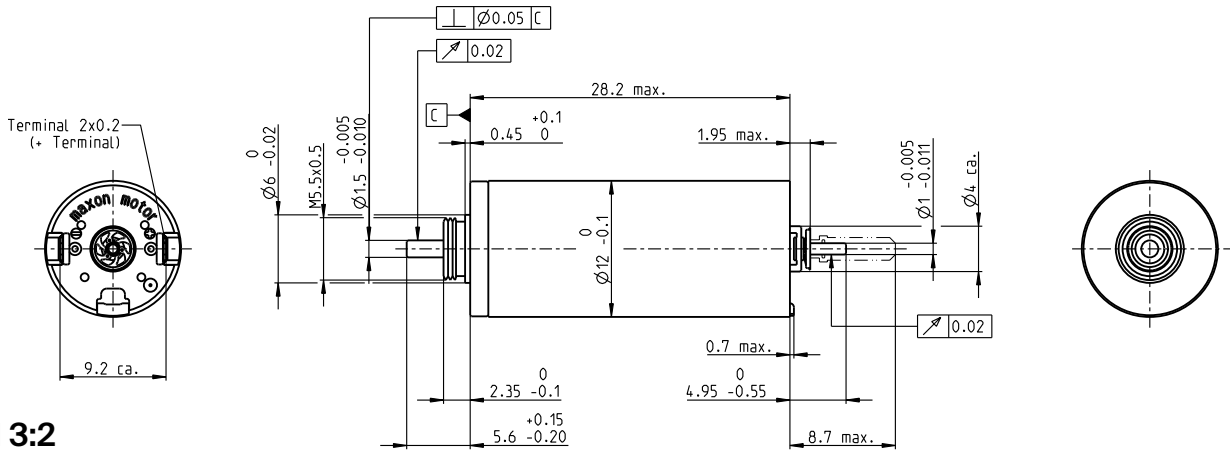 ⊥ Ø0.05 C
↗ 0.02
28.2 max.
C
+0.1
0.45 0
1.95 max.
Terminal 2x0.2
(+ Terminal)
0
Ø6 -0.02
M5.5x0.5
-0.005
Ø1.5 -0.010
0
Ø12 -0.1
-0.005
Ø1 -0.011
Ø4 ca.
maxon motor
↗ 0.02
0.7 max.
9.2 ca.
0
2.35 -0.1
0
4.95 -0.55
+0.15
5.6 -0.20
8.7 max.
3:2